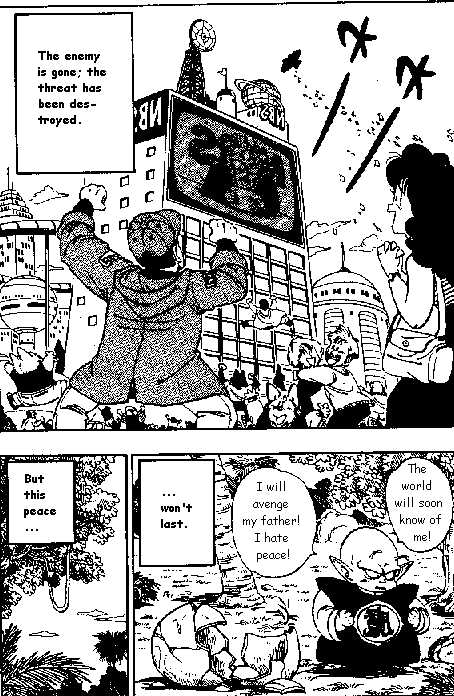 The enemy
is gone; the
threat has
been des-
troyed.
But
this
peace
...
...
won't
last.
I will
avenge
my father!
I hate
peace!
The
world
will soon
know of
me!